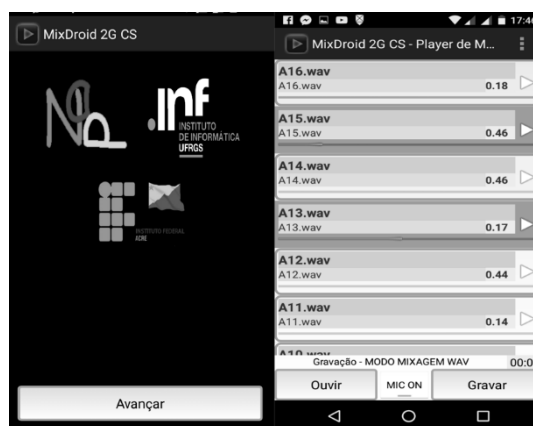 MixDroid 2G CS
.inf
INSTITUTO
DE INFORMÁTICA
UFRGS
INSTITUTO FEDERAL
ACRE
Avançar
17:46
MixDroid 2G CS - Player de M...
A16.wav
A16.wav 0.18
A15.wav
A15.wav 0.46
A14.wav
A14.wav 0.46
A13.wav
A13.wav 0.17
A12.wav
A12.wav 0.44
A11.wav
A11.wav 0.14
A10.wav
Gravação - MODO MIXAGEM WAV 00:0
Ouvir MIC ON Gravar